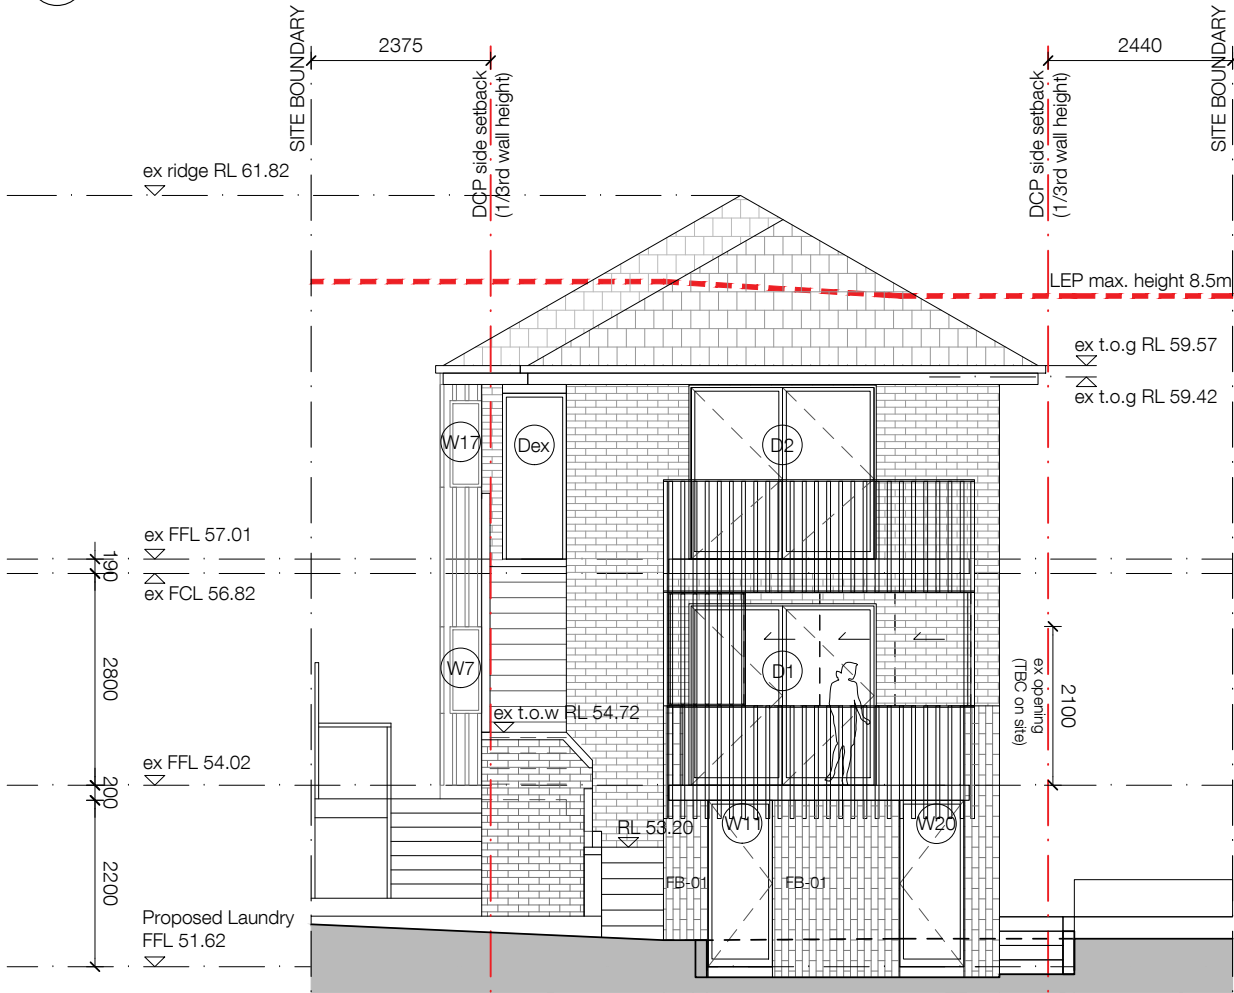 SITE BOUNDARY
2375
DCP side setback
(1/3rd wall height)
2440
DCP side setback
(1/3rd wall height)
SITE BOUNDARY
ex ridge RL 61.82
LEP max. height 8.5m
ex t.o.g RL 59.57
ex t.o.g RL 59.42
W17
Dex
D2
ex FFL 57.01
190
ex FCL 56.82
2800
W7
D1
ex opening
(TBC on site)
2100
ex t.o.w RL 54.72
ex FFL 54.02
200
RL 53.20
W11
W20
2200
FB-01
FB-01
Proposed Laundry
FFL 51.62